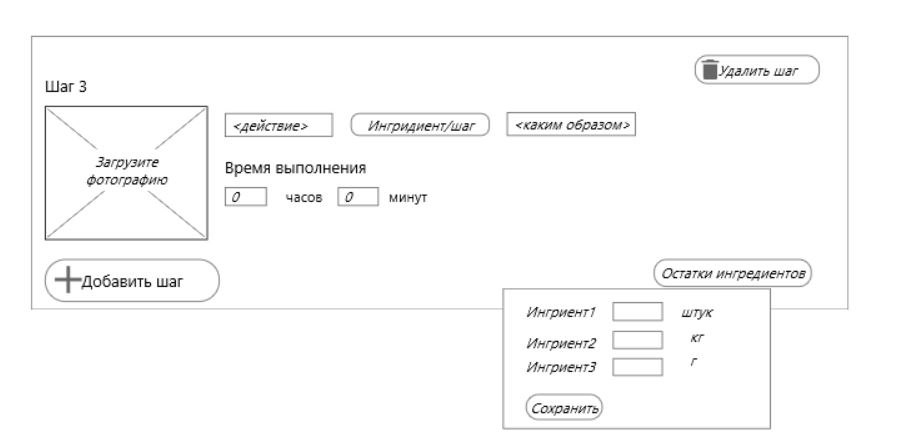 Удалить шаг
Шаг 3
Загрузите
фотографию
<действие> Ингридиент/шаг <каким образом>
Время выполнения
0 часов 0 минут
Добавить шаг
Остатки ингредиентов
Ингриент1 штук
Ингриент2 кг
Ингриент3 г
Сохранить